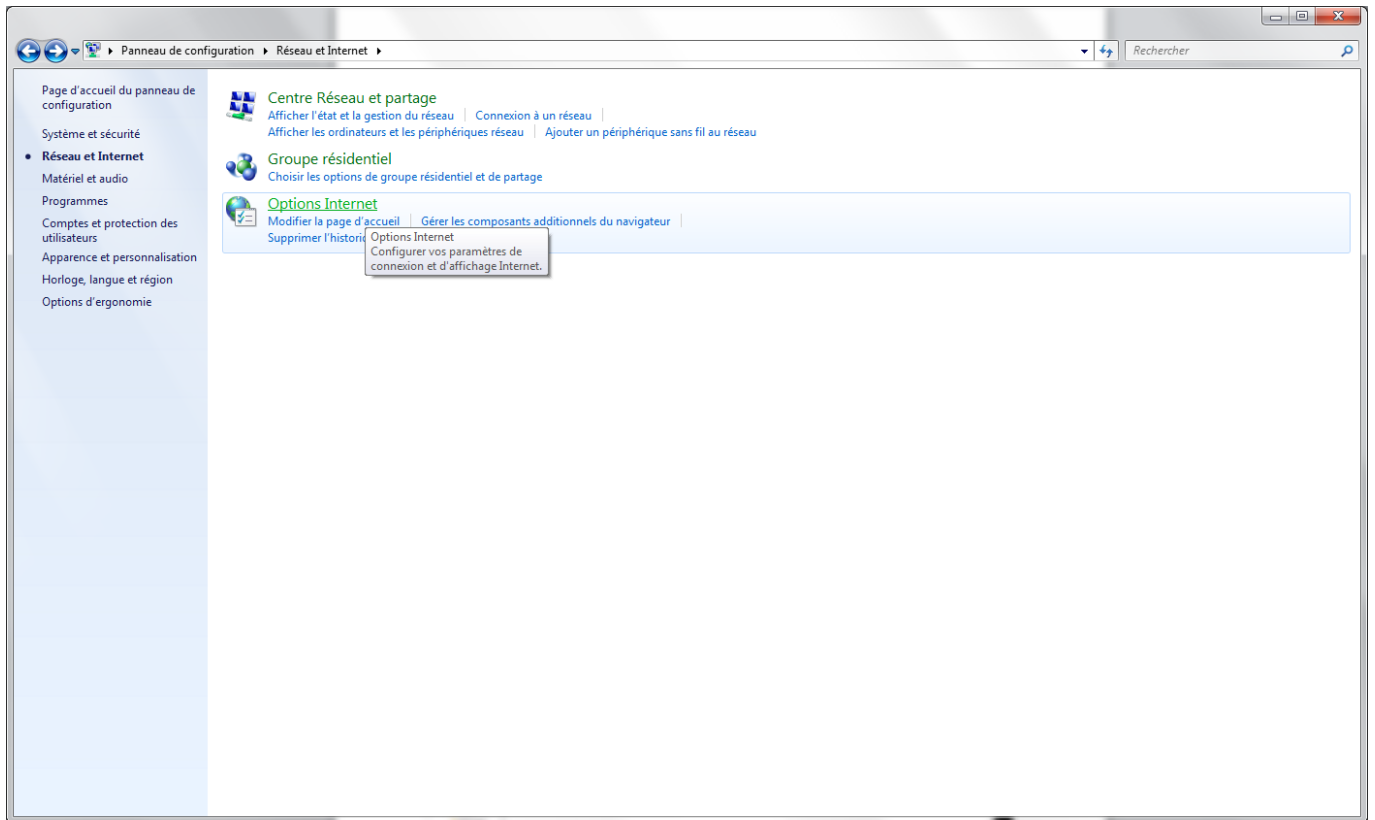 Panneau de configuration Réseau et Internet
Rechercher
Page d'accueil du panneau de
configuration
Système et sécurité
Réseau et Internet
Matériel et audio
Programmes
Comptes et protection des
utilisateurs
Apparence et personnalisation
Horloge, langue et région
Options d'ergonomie
Centre Réseau et partage
Afficher l'état et la gestion du réseau Connexion à un réseau
Afficher les ordinateurs et les périphériques réseau Ajouter un périphérique sans fil au réseau
Groupe résidentiel
Choisir les options de groupe résidentiel et de partage
Options Internet
Modifier la page d'accueil Gérer les composants additionnels du navigateur
Supprimer l'histori
Options Internet
Configurer vos paramètres de
connexion et d'affichage Internet.